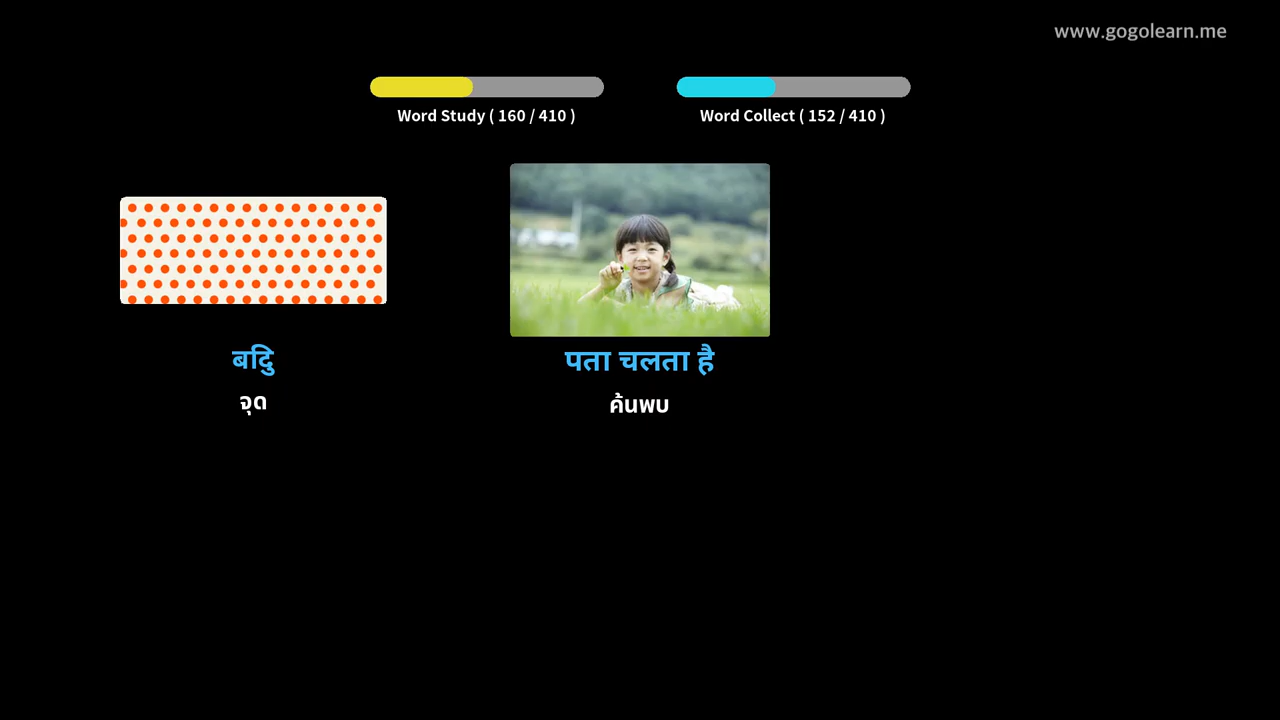 www.gogolearn.me
Word Study ( 160 / 410 )
Word Collect ( 152 / 410 )
बदिु
จุด
पता चलता है
ค้นพบ